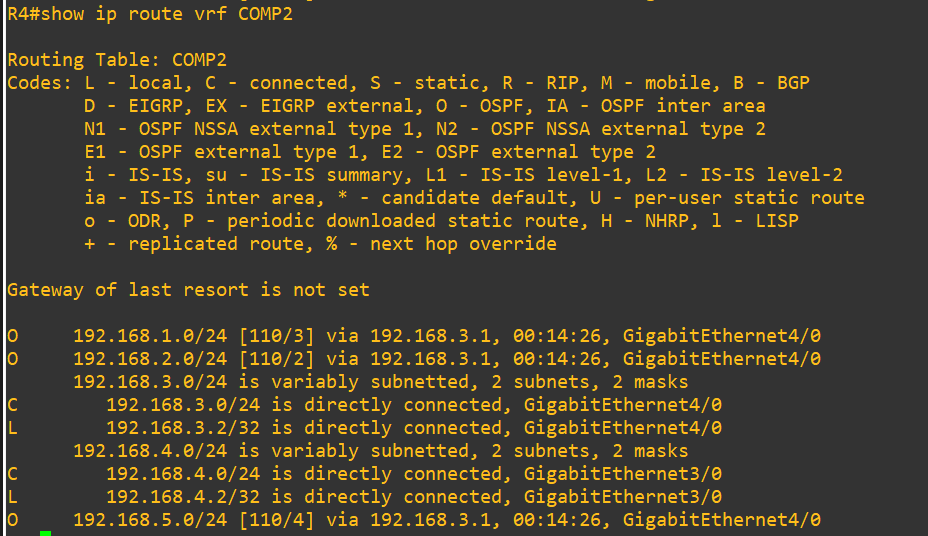 R4#show ip route vrf COMP2
Routing Table: COMP2
Codes: L - local, C - connected, S - static, R - RIP, M - mobile, B - BGP
       D - EIGRP, EX - EIGRP external, O - OSPF, IA - OSPF inter area
       N1 - OSPF NSSA external type 1, N2 - OSPF NSSA external type 2
       E1 - OSPF external type 1, E2 - OSPF external type 2
       i - IS-IS, su - IS-IS summary, L1 - IS-IS level-1, L2 - IS-IS level-2
       ia - IS-IS inter area, * - candidate default, U - per-user static route
       o - ODR, P - periodic downloaded static route, H - NHRP, l - LISP
       + - replicated route, % - next hop override
Gateway of last resort is not set
O     192.168.1.0/24 [110/3] via 192.168.3.1, 00:14:26, GigabitEthernet4/0
O     192.168.2.0/24 [110/2] via 192.168.3.1, 00:14:26, GigabitEthernet4/0
      192.168.3.0/24 is variably subnetted, 2 subnets, 2 masks
C        192.168.3.0/24 is directly connected, GigabitEthernet4/0
L        192.168.3.2/32 is directly connected, GigabitEthernet4/0
      192.168.4.0/24 is variably subnetted, 2 subnets, 2 masks
C        192.168.4.0/24 is directly connected, GigabitEthernet3/0
L        192.168.4.2/32 is directly connected, GigabitEthernet3/0
O     192.168.5.0/24 [110/4] via 192.168.3.1, 00:14:26, GigabitEthernet4/0